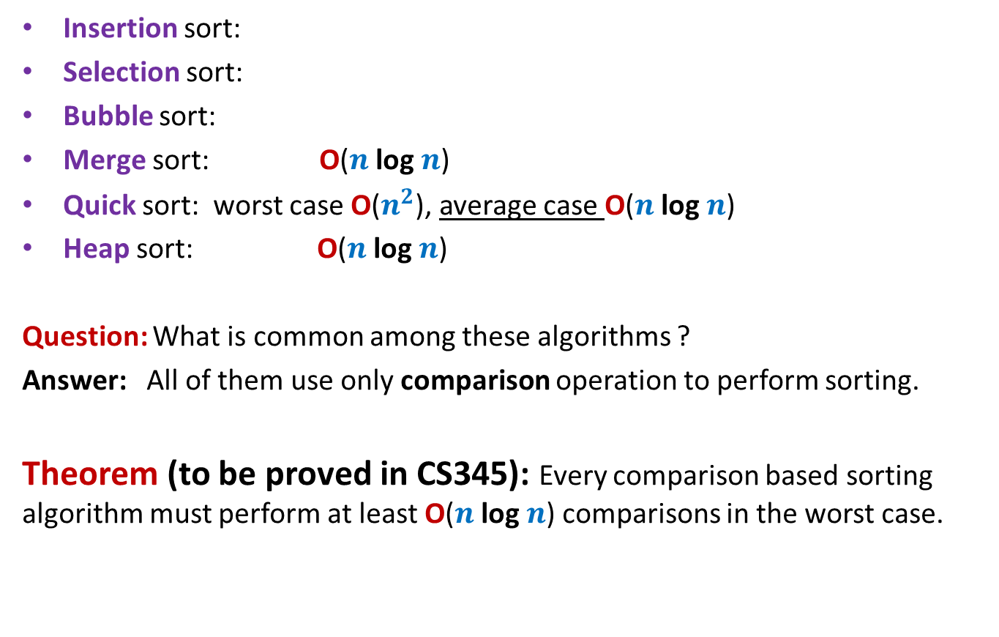 • Insertion sort:
• Selection sort:
• Bubble sort:
• Merge sort: O(n log n)
• Quick sort: worst case O(n²), average case O(n log n)
• Heap sort: O(n log n)
Question: What is common among these algorithms ?
Answer: All of them use only comparison operation to perform sorting.
Theorem (to be proved in CS345): Every comparison based sorting
algorithm must perform at least O(n log n) comparisons in the worst case.